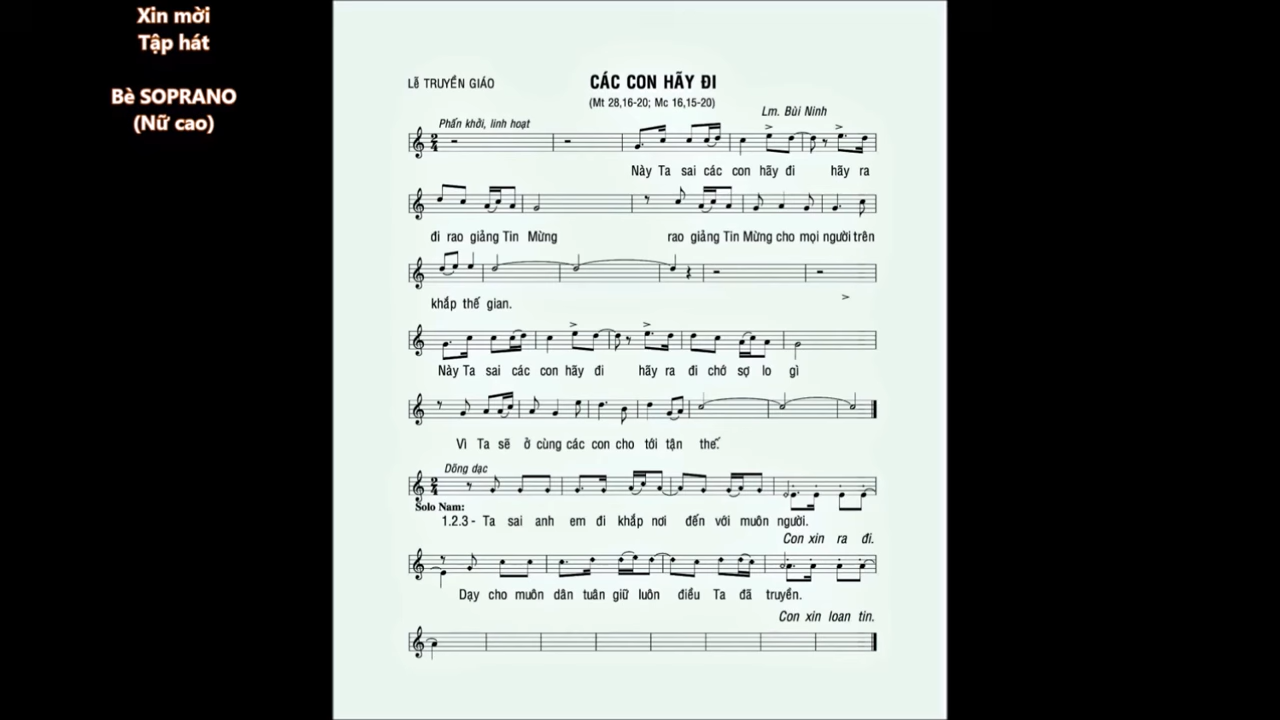 Xin mời
Tập hát
Bè SOPRANO
(Nữ cao)
Lễ TRUYỀN GIÁO
CÁC CON HÃY ĐI
(Mt 28,16-20; Mc 16,15-20)
Lm. Bùi Ninh
Phấn khởi, linh hoạt
Này Ta sai các con hãy đi hãy ra
đi rao giảng Tin Mừng rao giảng Tin Mừng cho mọi người trên
khắp thế gian.
Này Ta sai các con hãy đi hãy ra đi chớ sợ lo gì
Vì Ta sẽ ở cùng các con cho tới tận thế.
Dõng dạc
Solo Nam:
1.2.3 - Ta sai anh em đi khắp nơi đến với muôn người.
Con xin ra đi.
Dạy cho muôn dân tuân giữ luôn điều Ta đã truyền.
Con xin loan tin.